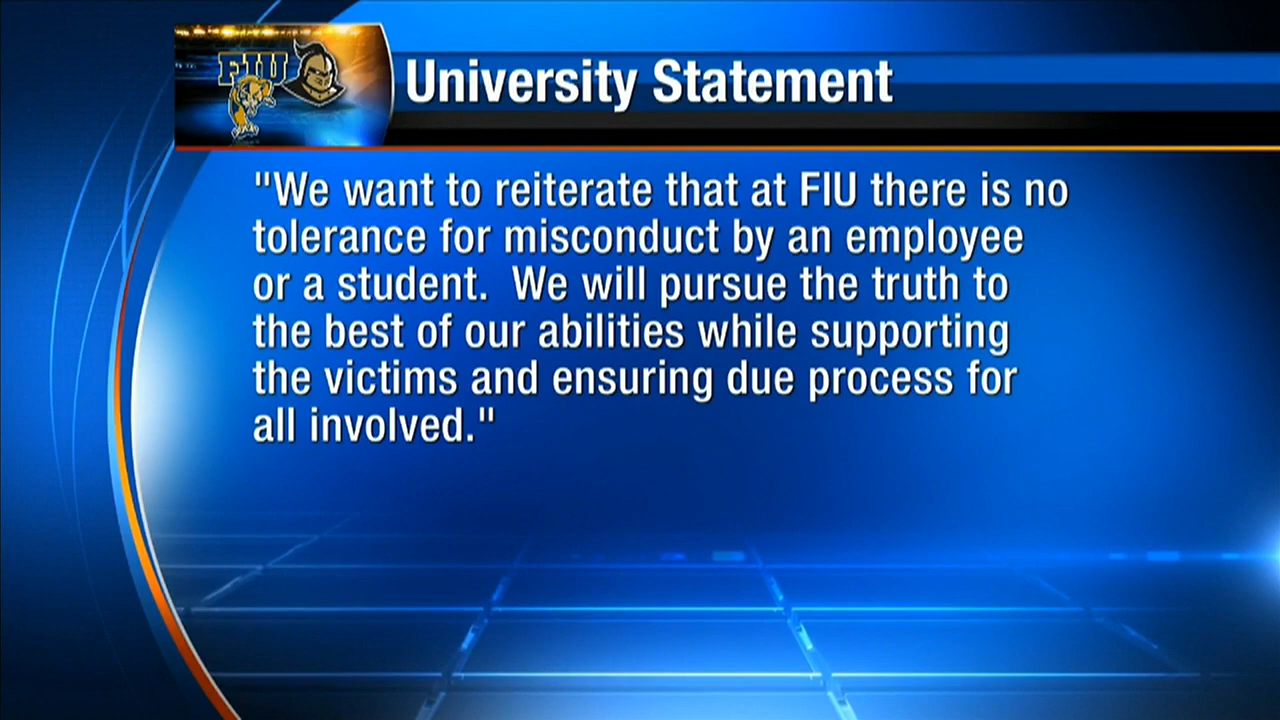 FIU
University Statement
"We want to reiterate that at FIU there is no
tolerance for misconduct by an employee
or a student.  We will pursue the truth to
the best of our abilities while supporting
the victims and ensuring due process for
all involved."